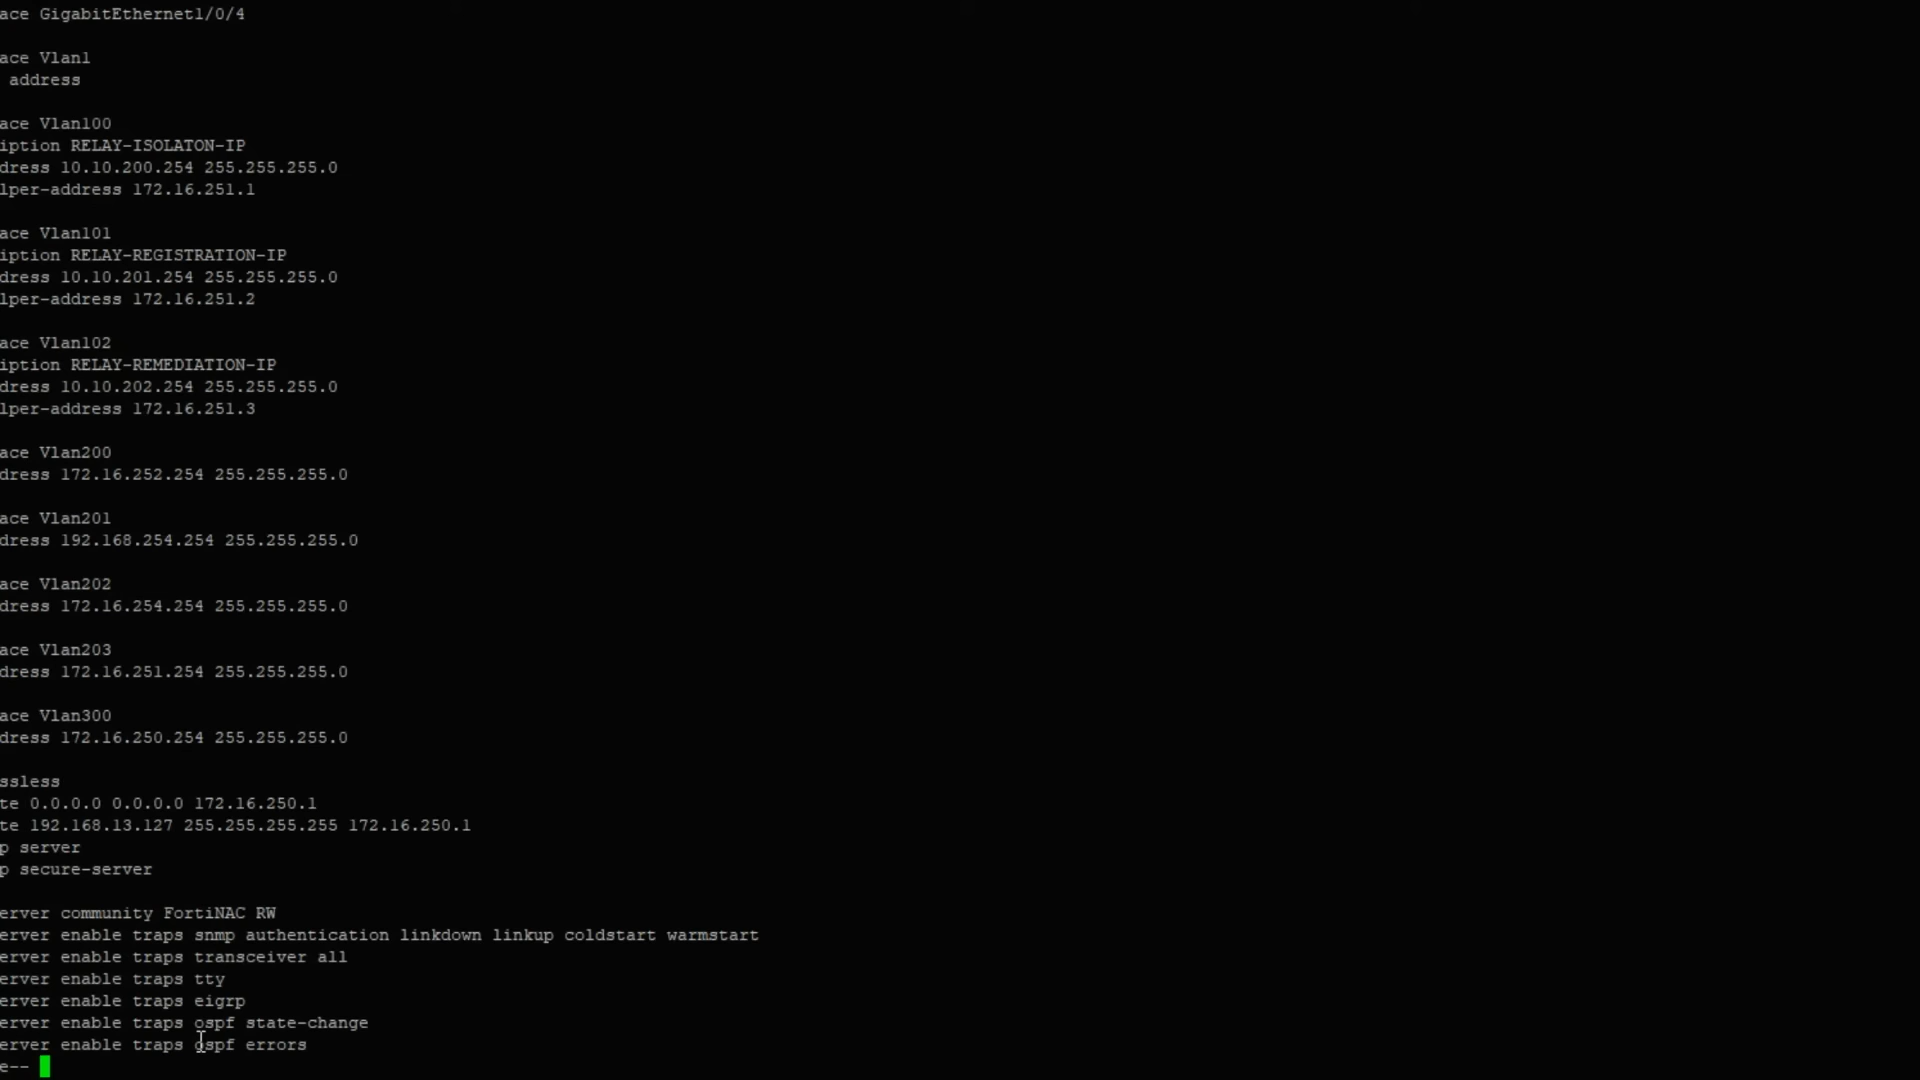 ace GigabitEthernet1/0/4
ace Vlan1
address
ace Vlan100
iption RELAY-ISOLATON-IP
dress 10.10.200.254 255.255.255.0
lper-address 172.16.251.1
ace Vlan101
iption RELAY-REGISTRATION-IP
dress 10.10.201.254 255.255.255.0
lper-address 172.16.251.2
ace Vlan102
iption RELAY-REMEDIATION-IP
dress 10.10.202.254 255.255.255.0
lper-address 172.16.251.3
ace Vlan200
dress 172.16.252.254 255.255.255.0
ace Vlan201
dress 192.168.254.254 255.255.255.0
ace Vlan202
dress 172.16.254.254 255.255.255.0
ace Vlan203
dress 172.16.251.254 255.255.255.0
ace Vlan300
dress 172.16.250.254 255.255.255.0
ssless
te 0.0.0.0 0.0.0.0 172.16.250.1
te 192.168.13.127 255.255.255.255 172.16.250.1
p server
p secure-server
erver community FortiNAC RW
erver enable traps snmp authentication linkdown linkup coldstart warmstart
erver enable traps transceiver all
erver enable traps tty
erver enable traps eigrp
erver enable traps ospf state-change
erver enable traps ospf errors
e--